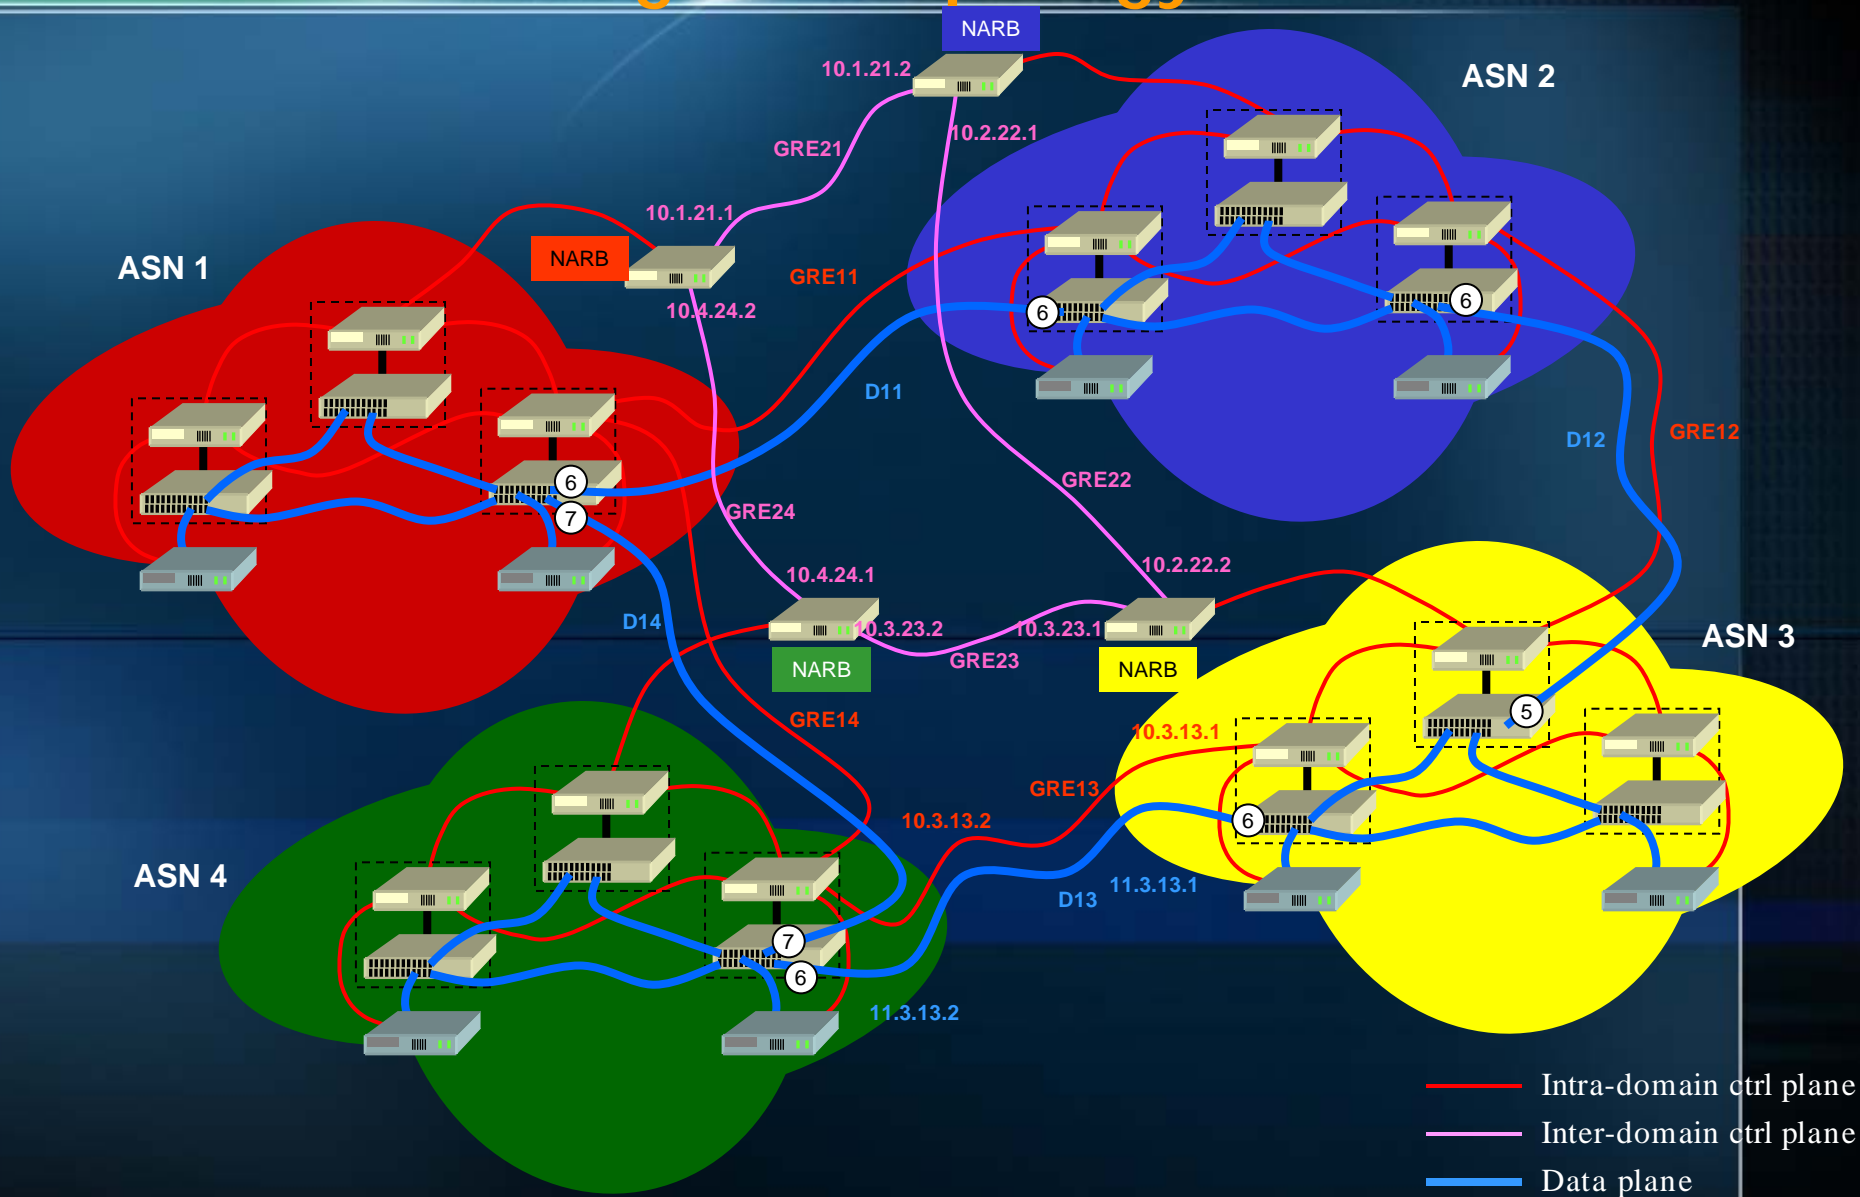 NARB
10.1.21.2
ASN 2
10.2.22.1
GRE21
10.1.21.1
NARB
ASN 1
GRE11
10.4.24.2
6
6
D11
D12
GRE12
6
GRE22
7
GRE24
10.2.22.2
10.4.24.1
D14
10.3.23.2
10.3.23.1
ASN 3
GRE23
NARB
NARB
5
GRE14
10.3.13.1
GRE13
10.3.13.2
6
ASN 4
11.3.13.1
D13
7
6
11.3.13.2
Intra-domain ctrl plane
Inter-domain ctrl plane
Data plane